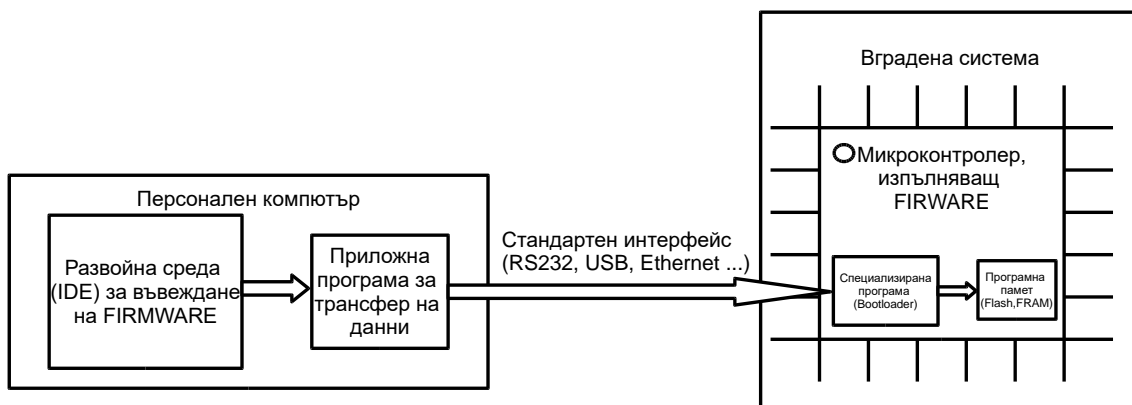 Вградена система
Микроконтролер,
изпълняващ
FIRWARE
Персонален компютър
Развойна среда
(IDE) за въвеждане
на FIRMWARE
Приложна
програма за
трансфер на
данни
Стандартен интерфейс
(RS232, USB, Ethernet ...)
Специализирана
програма
(Bootloader)
Програмна
памет
(Flash,FRAM)